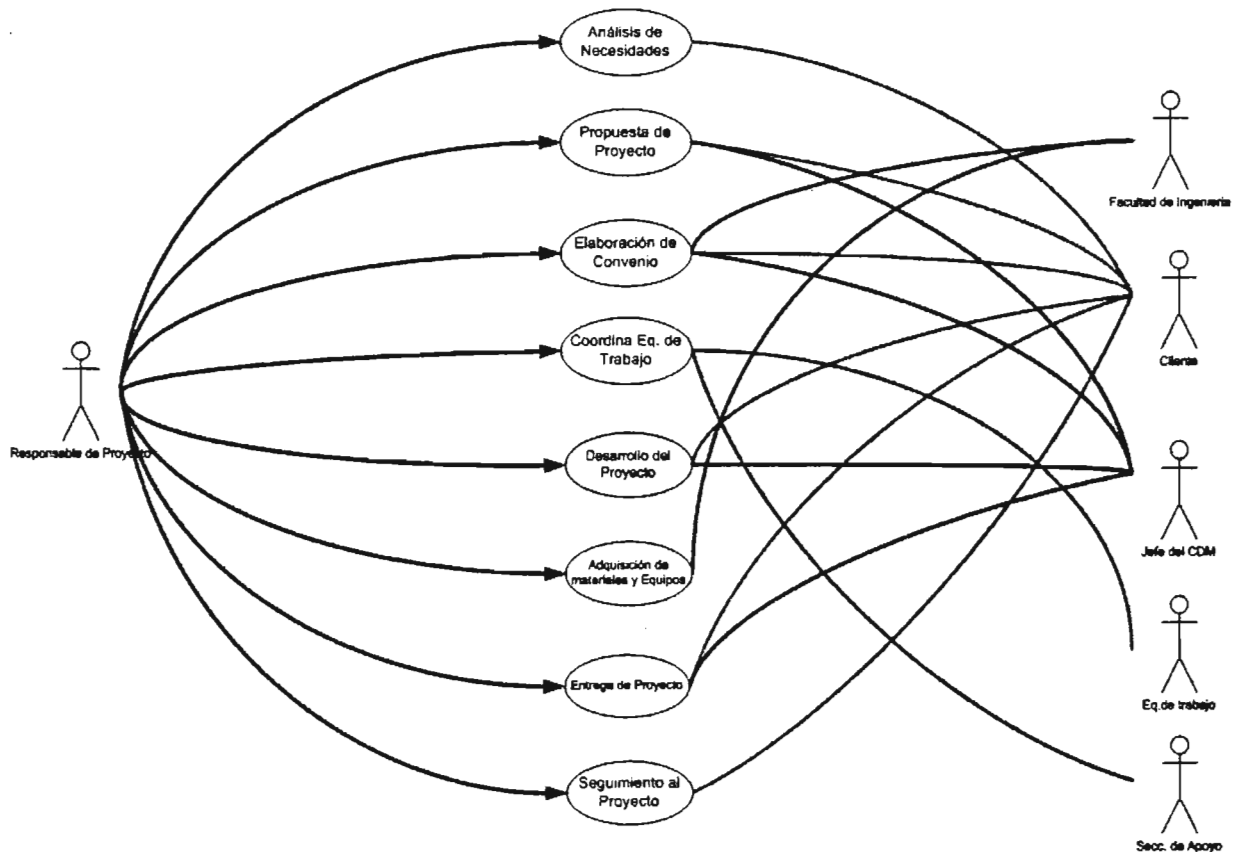 Análisis de
Necesidades
Propuesta de
Proyecto
Elaboración de
Convenio
Coordina Eq. de
Trabajo
Desarrollo del
Proyecto
Adquisición de
materiales y Equipos
Entrega de Proyecto
Seguimiento al
Proyecto
Responsable de Proyecto
Facultad de Ingeniería
Cliente
Jefe del CDM
Eq.de trabajo
Secc. de Apoyo